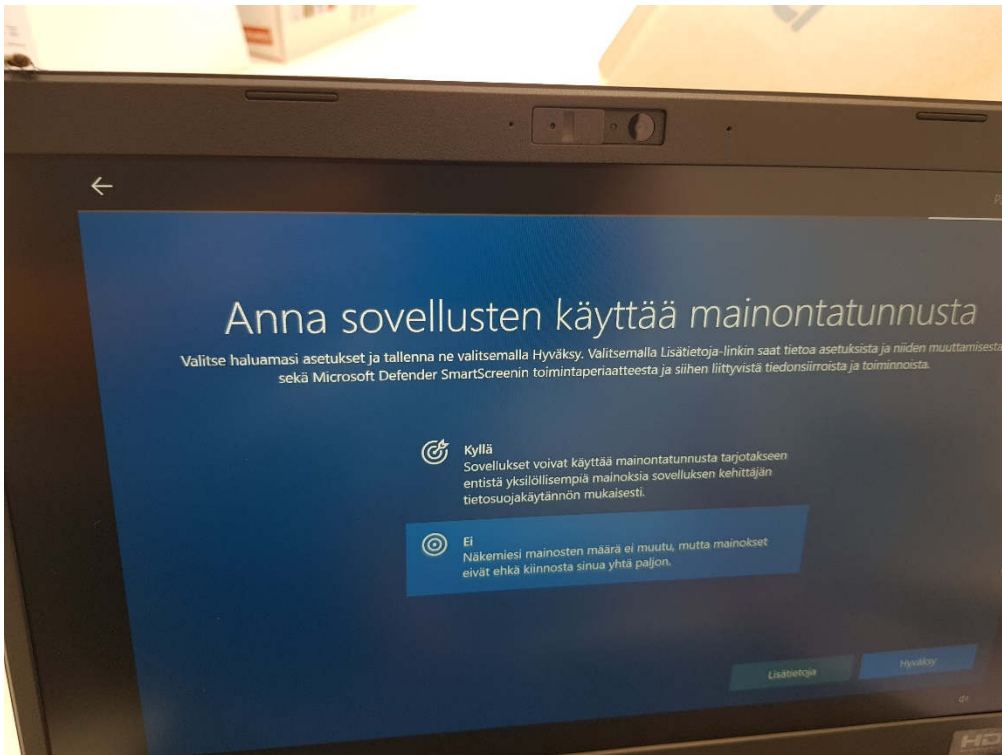 Anna sovellusten käyttää mainontatunnusta
Valitse haluamasi asetukset ja tallenna ne valitsemalla Hyväksy. Valitsemalla Lisätietoja-linkin saat tietoa asetuksista ja niiden muuttamisesta
sekä Microsoft Defender SmartScreenin toimintaperiaatteesta ja siihen liittyvistä tiedonsiirroista ja toiminnoista.
Kyllä
Sovellukset voivat käyttää mainontatunnusta tarjotakseen
entistä yksilöllisempiä mainoksia sovelluksen kehittäjän
tietosuojakäytännön mukaisesti.
Ei
Näkemiesi mainosten määrä ei muutu, mutta mainokset
eivät ehkä kiinnosta sinua yhtä paljon.
Lisätietoja
Hyväksy
HD